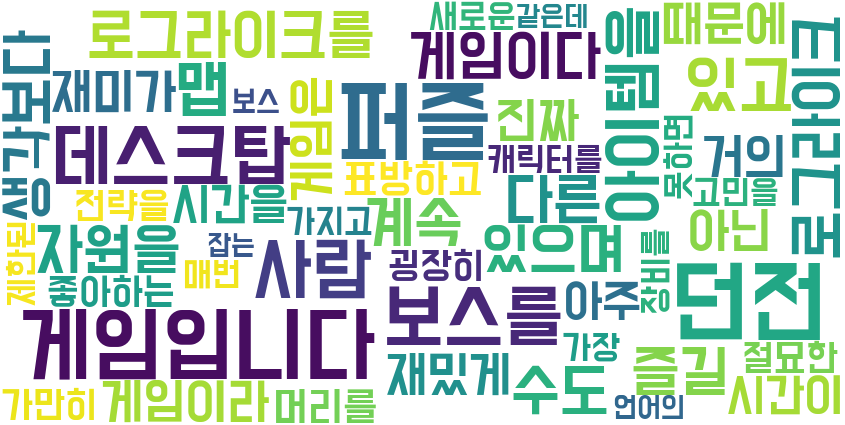 로그라이크를
새로운
같은데
때문에
게임이다
생각보다
재미가
맵
보스
게임은
퍼즐
진짜
아이템을
있고
티어라그로
데스크탑
캐릭터를
못하면
거의
표방하고
전략을
시간을
가지고
계속
다른
고민을
아닌
제한된
자원을
잡는
매번
사람
굉장히
있으며
장비를
던전
좋아하는
게임입니다
보스를
아주
가장
절묘한
재밌게
수도
즐길
시간이
가만히
게임이라
머리를
언어의